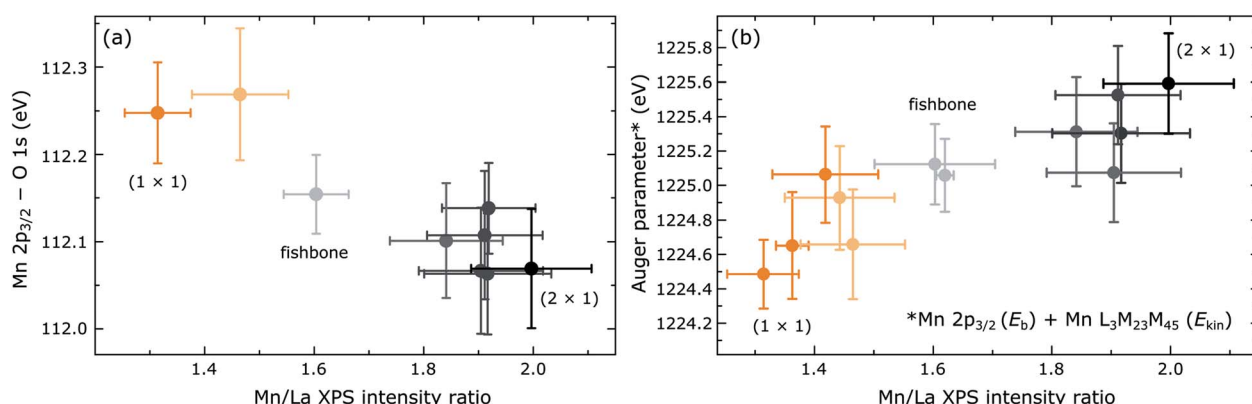 (a)
Mn 2p3/2 − O 1s (eV)
112.3
112.2
112.1
112.0
(1 × 1)
fishbone
(2 × 1)
1.4
1.6
1.8
2.0
Mn/La XPS intensity ratio
(b)
Auger parameter* (eV)
1225.8
1225.6
1225.4
1225.2
1225.0
1224.8
1224.6
1224.4
1224.2
(2 × 1)
fishbone
(1 × 1)
*Mn 2p3/2 (Eb) + Mn L3M23M45 (Ekin)
1.4
1.6
1.8
2.0
Mn/La XPS intensity ratio